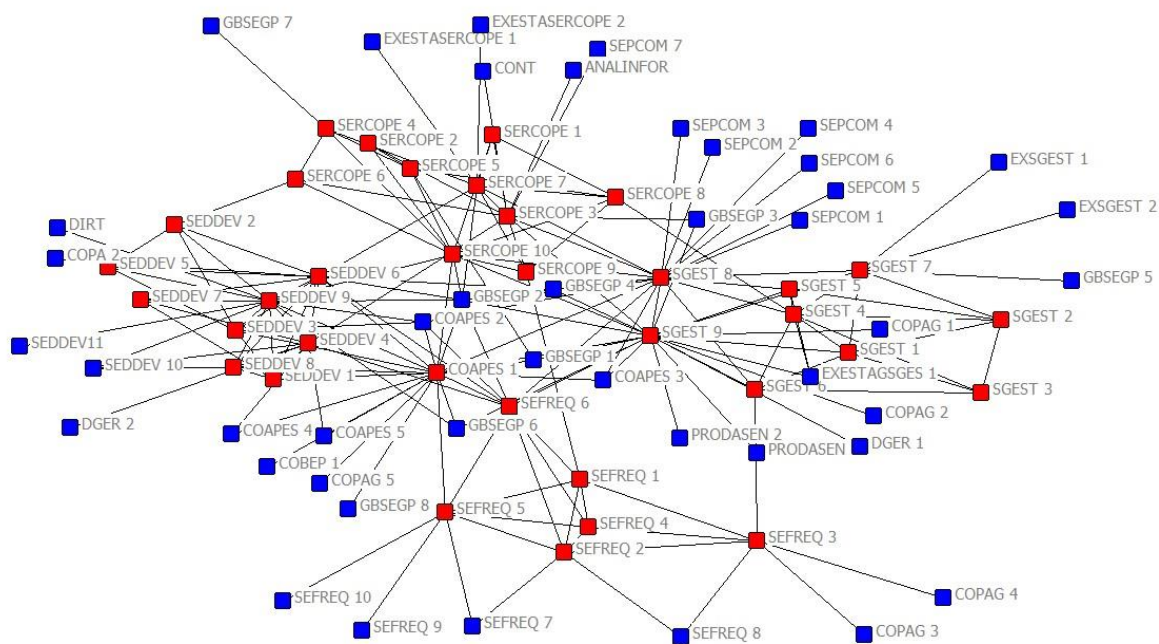 GBSEGP 7
EXESTASERCOPE 2
EXESTASERCOPE 1
SEPCOM 7
CONT
ANALINFOR
SERCOPE 4
SERCOPE 2
SERCOPE 1
SEPCOM 3
SEPCOM 4
SEPCOM 2
SERCOPE 5
SEPCOM 6
EXSGEST 1
SERCOPE 6
SERCOPE 7
SERCOPE 8
SEPCOM 5
SERCOPE 3
GBSEGP 3
SEPCOM 1
EXSGEST 2
SEDDEV 2
DIRT
COPA 2
SERCOPE 10
SEDDEV 5
SEDDEV 6
SERCOPE 9
SGEST 8
SGEST 7
GBSEGP 5
GBSEGP 4
SGEST 5
SEDDEV 7
SEDDEV 9
GBSEGP 2
SGEST 4
COAPES 2
SGEST 2
SEDDEV 3
SGEST 9
COPAG 1
SEDDEV11
SEDDEV 4
SGEST 1
GBSEGP 1
SEDDEV 10
SEDDEV 8
COAPES 1
SEDDEV 1
COAPES 3
EXESTAGSGES 1
SGEST 6
SGEST 3
SEFREQ 6
COPAG 2
DGER 2
COAPES 4
COAPES 5
GBSEGP 6
PRODASEN 2
DGER 1
PRODASEN
COBEP 1
COPAG 5
SEFREQ 1
GBSEGP 8
SEFREQ 5
SEFREQ 4
SEFREQ 3
SEFREQ 2
SEFREQ 10
COPAG 4
SEFREQ 9
SEFREQ 7
SEFREQ 8
COPAG 3